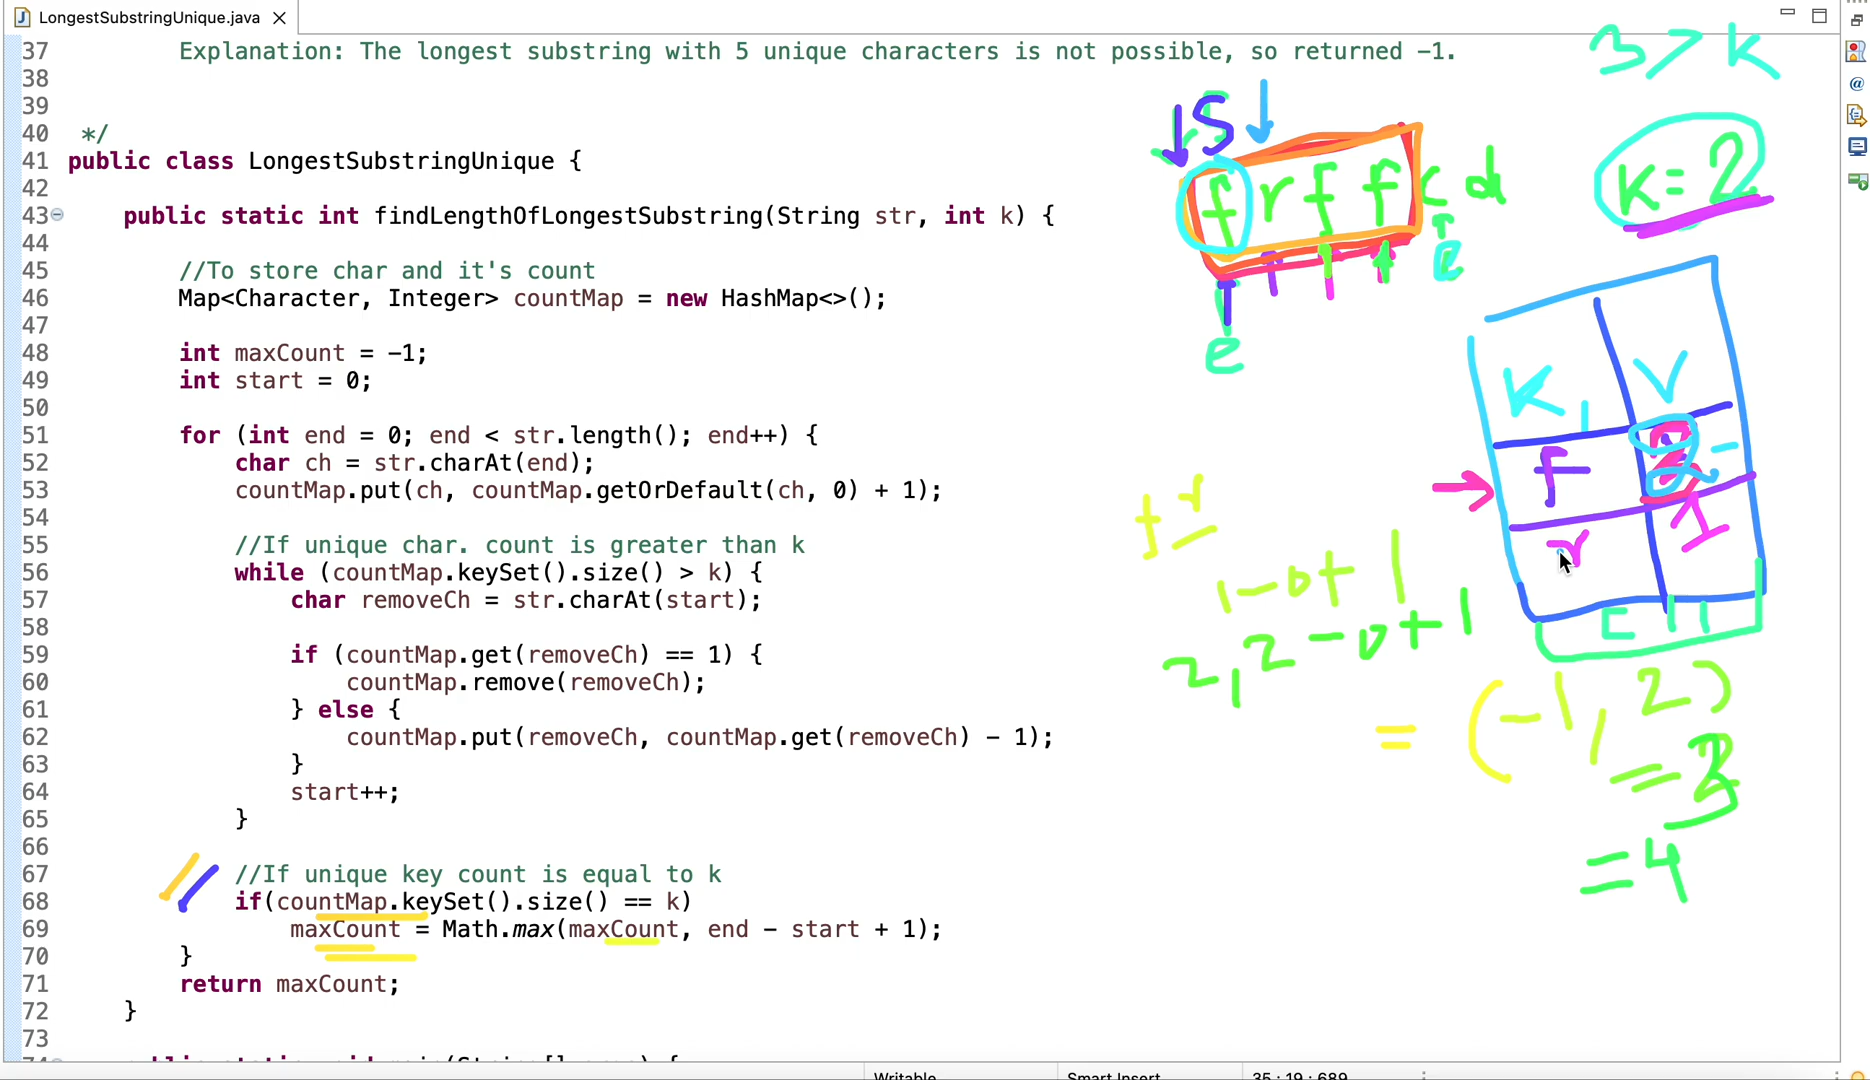 LongestSubstringUnique.java
37 Explanation: The longest substring with 5 unique characters is not possible, so returned -1.
38
39
40 */
41 public class LongestSubstringUnique {
42
43 public static int findLengthOfLongestSubstring(String str, int k) {
44
45 //To store char and it's count
46 Map<Character, Integer> countMap = new HashMap<>();
47
48 int maxCount = -1;
49 int start = 0;
50
51 for (int end = 0; end < str.length(); end++) {
52 char ch = str.charAt(end);
53 countMap.put(ch, countMap.getOrDefault(ch, 0) + 1);
54
55 //If unique char. count is greater than k
56 while (countMap.keySet().size() > k) {
57 char removeCh = str.charAt(start);
58
59 if (countMap.get(removeCh) == 1) {
60 countMap.remove(removeCh);
61 } else {
62 countMap.put(removeCh, countMap.get(removeCh) - 1);
63 }
64 start++;
65 }
66
67 //If unique key count is equal to k
68 if(countMap.keySet().size() == k)
69 maxCount = Math.max(maxCount, end - start + 1);
70 }
71 return maxCount;
72 }
73
3 > k
S
f r f f c d
K = 2
e
e
K V
f
r 1
c 1
f r
1-0+1
2, 2-0+1
= (-1, 2)
= 3
= 4
Writable Smart Insert 35 : 19 : 689